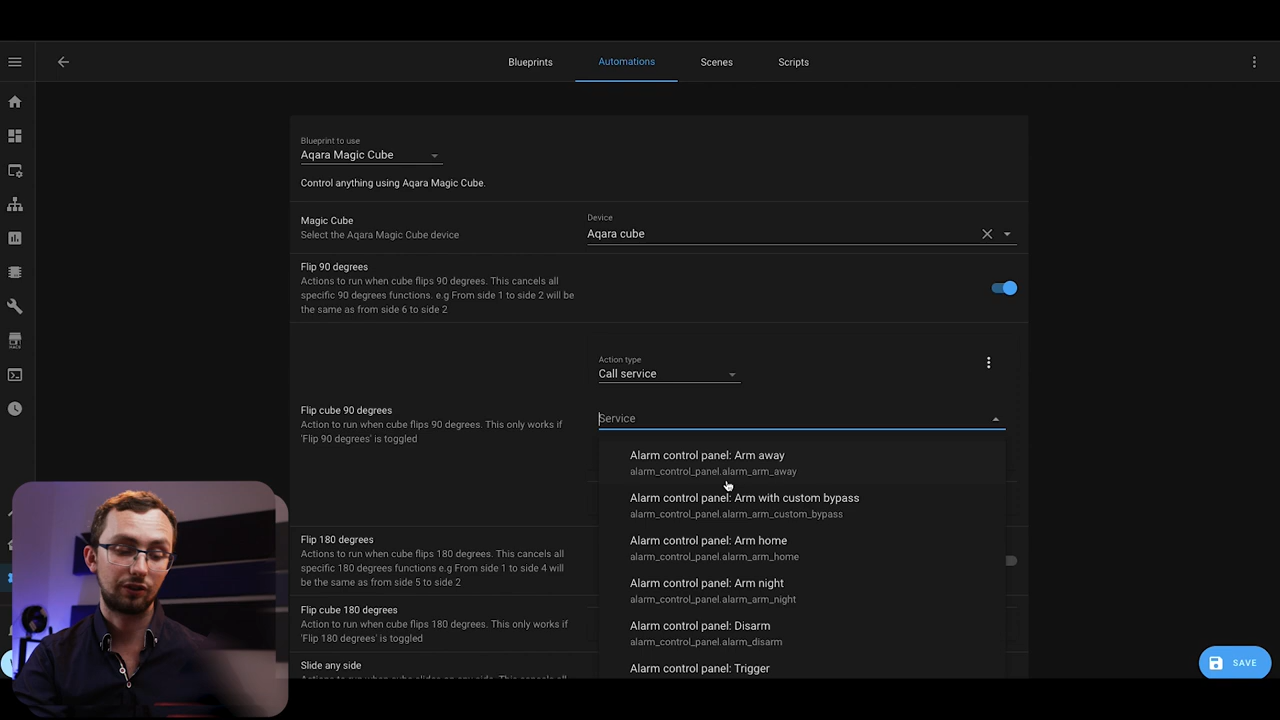 Blueprints
Automations
Scenes
Scripts
Blueprint to use
Aqara Magic Cube
Control anything using Aqara Magic Cube.
Magic Cube
Select the Aqara Magic Cube device
Device
Aqara cube
Flip 90 degrees
Actions to run when cube flips 90 degrees. This cancels all
specific 90 degrees functions. e.g From side 1 to side 2 will be
the same as from side 6 to side 2
Action type
Call service
Flip cube 90 degrees
Action to run when cube flips 90 degrees. This only works if
'Flip 90 degrees' is toggled
Service
Alarm control panel: Arm away
alarm_control_panel.alarm_arm_away
Alarm control panel: Arm with custom bypass
alarm_control_panel.alarm_arm_custom_bypass
Alarm control panel: Arm home
alarm_control_panel.alarm_arm_home
Alarm control panel: Arm night
alarm_control_panel.alarm_arm_night
Alarm control panel: Disarm
alarm_control_panel.alarm_disarm
Alarm control panel: Trigger
Flip 180 degrees
Actions to run when cube flips 180 degrees. This cancels all
specific 180 degrees functions. e.g From side 1 to side 4 will
be the same as from side 5 to side 2
Flip cube 180 degrees
Action to run when cube flips 180 degrees. This only works if
'Flip 180 degrees' is toggled
Slide any side
SAVE